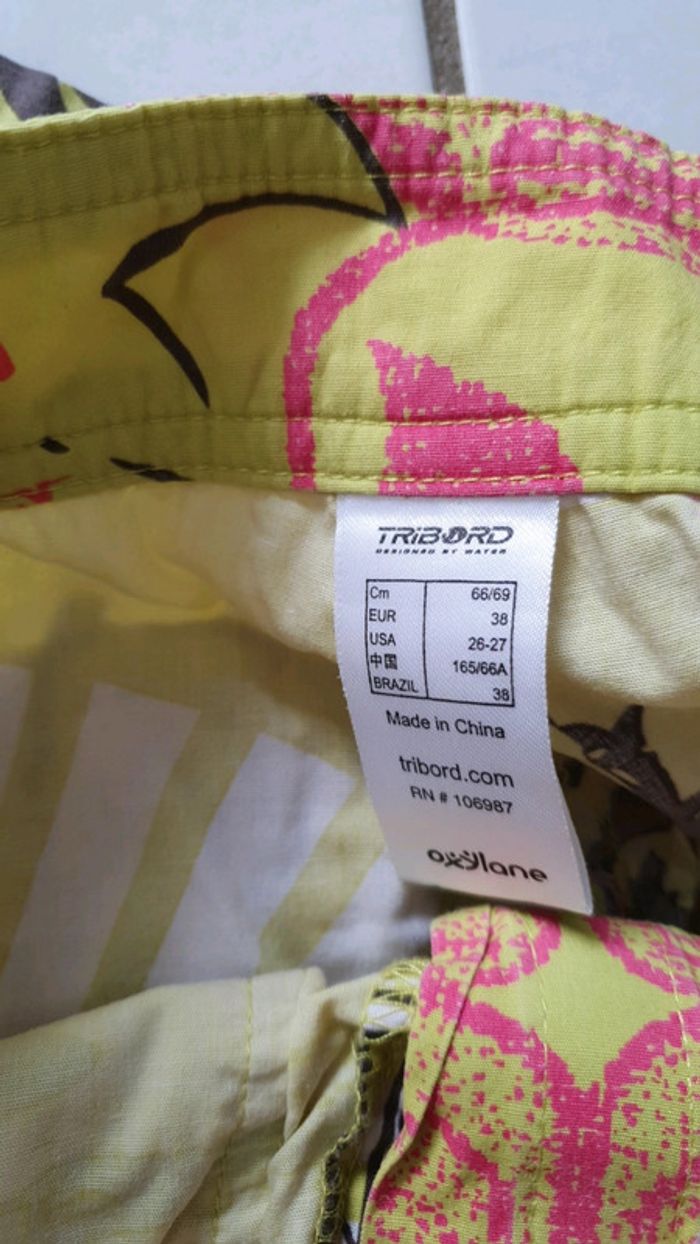 TRIBORD
DESIGNED BY WATER
Cm 66/69
EUR 38
USA 26-27
中国 165/66A
BRAZIL 38
Made in China
tribord.com
RN # 106987
oxylane